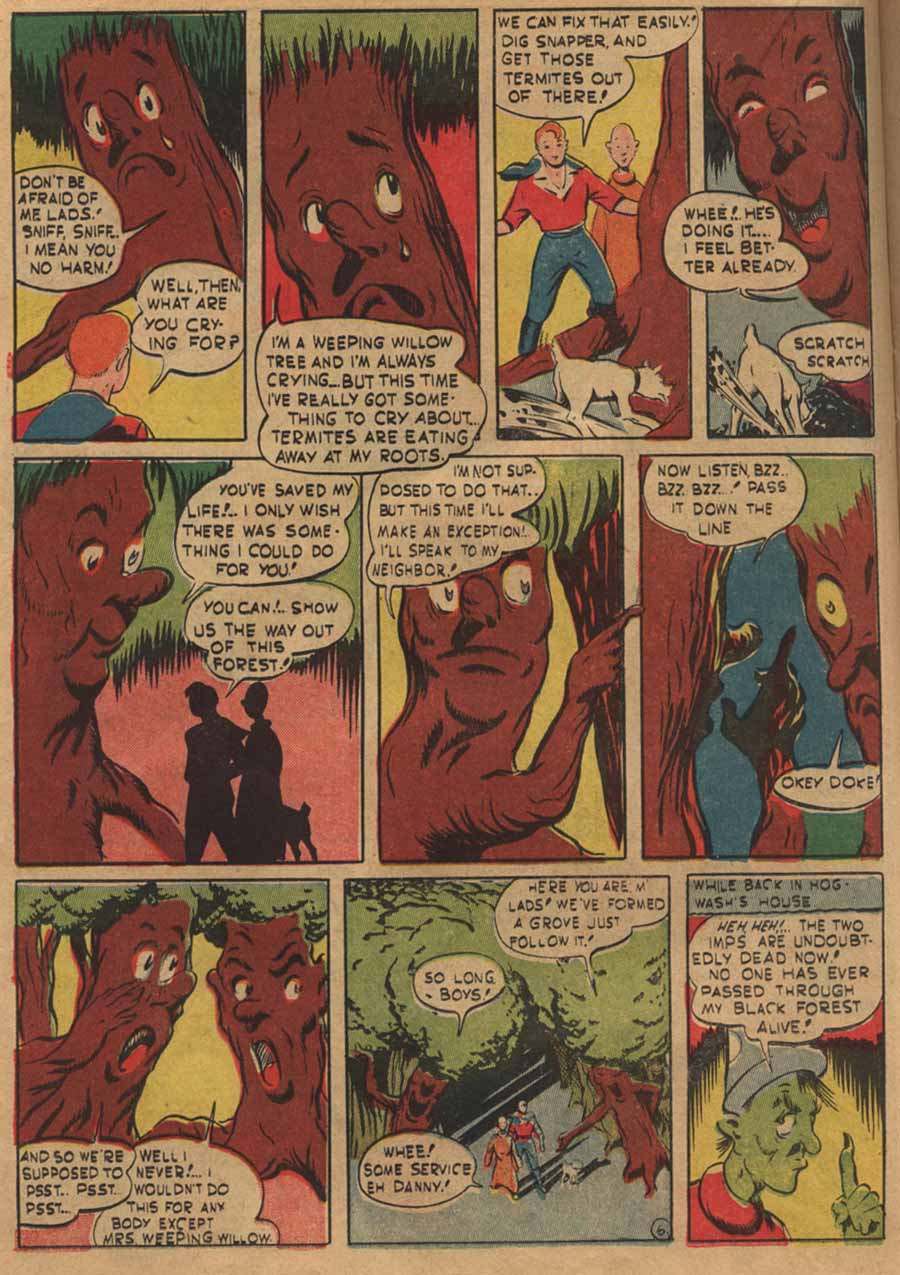 DON'T BE
AFRAID OF
ME LADS!
SNIFF, SNIFF..
I MEAN YOU
NO HARM!
WELL, THEN,
WHAT ARE
YOU CRY-
ING FOR?
I'M A WEEPING WILLOW
TREE AND I'M ALWAYS
CRYING... BUT THIS TIME
I'VE REALLY GOT SOME-
THING TO CRY ABOUT...
TERMITES ARE EATING
AWAY AT MY ROOTS.
WE CAN FIX THAT EASILY!
DIG SNAPPER, AND
GET THOSE
TERMITES OUT
OF THERE!
WHEE!.. HE'S
DOING IT....
I FEEL BET-
TER ALREADY.
SCRATCH
SCRATCH
YOU'VE SAVED MY
LIFE!.. I ONLY WISH
THERE WAS SOME-
THING I COULD DO
FOR YOU!
YOU CAN!.. SHOW
US THE WAY OUT
OF THIS
FOREST!
I'M NOT SUP-
POSED TO DO THAT..
BUT THIS TIME I'LL
MAKE AN EXCEPTION!..
I'LL SPEAK TO MY
NEIGHBOR!
NOW LISTEN, BZZ..
BZZ. BZZ...! PASS
IT DOWN THE
LINE
OKEY DOKE!
AND SO WE'RE
SUPPOSED TO
PSST.. PSST..
PSST...
WELL I
NEVER!... I
WOULDN'T DO
THIS FOR ANY
BODY EXCEPT
MRS. WEEPING WILLOW.
HERE YOU ARE, M'
LADS! WE'VE FORMED
A GROVE JUST
FOLLOW IT!
SO LONG
BOYS!
WHEE!
SOME SERVICE
EH DANNY!
6
WHILE BACK IN HOG-
WASH'S HOUSE
HEH, HEH!... THE TWO
IMPS ARE UNDOUBT-
EDLY DEAD NOW!
NO ONE HAS EVER
PASSED THROUGH
MY BLACK FOREST
ALIVE!